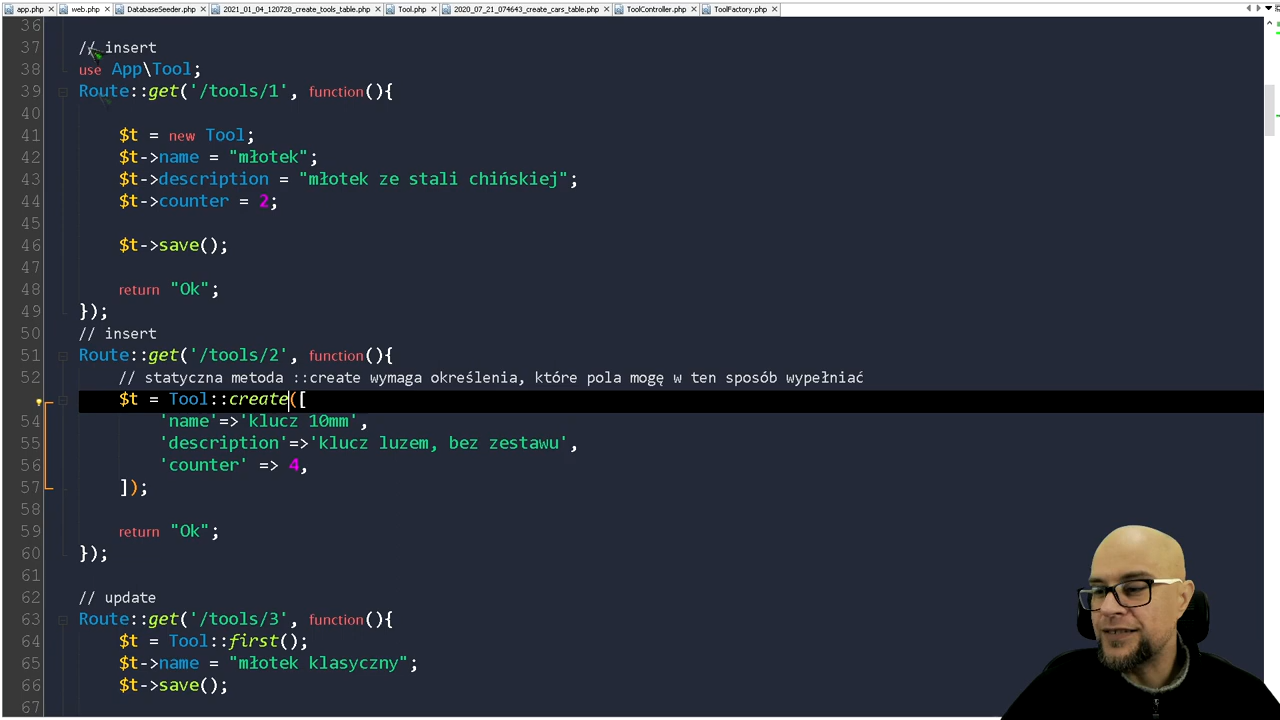 app.php web.php DatabaseSeeder.php 2021_01_04_120728_create_tools_table.php Tool.php 2020_07_21_074643_create_cars_table.php ToolController.php ToolFactory.php
36
37 // insert
38 use App\Tool;
39 Route::get('/tools/1', function(){
40
41 $t = new Tool;
42 $t->name = "młotek";
43 $t->description = "młotek ze stali chińskiej";
44 $t->counter = 2;
45
46 $t->save();
47
48 return "Ok";
49 });
50 // insert
51 Route::get('/tools/2', function(){
52 // statyczna metoda ::create wymaga określenia, które pola mogę w ten sposób wypełniać
$t = Tool::create([
54 'name'=>'klucz 10mm',
55 'description'=>'klucz luzem, bez zestawu',
56 'counter' => 4,
57 ]);
58
59 return "Ok";
60 });
61
62 // update
63 Route::get('/tools/3', function(){
64 $t = Tool::first();
65 $t->name = "młotek klasyczny";
66 $t->save();
67